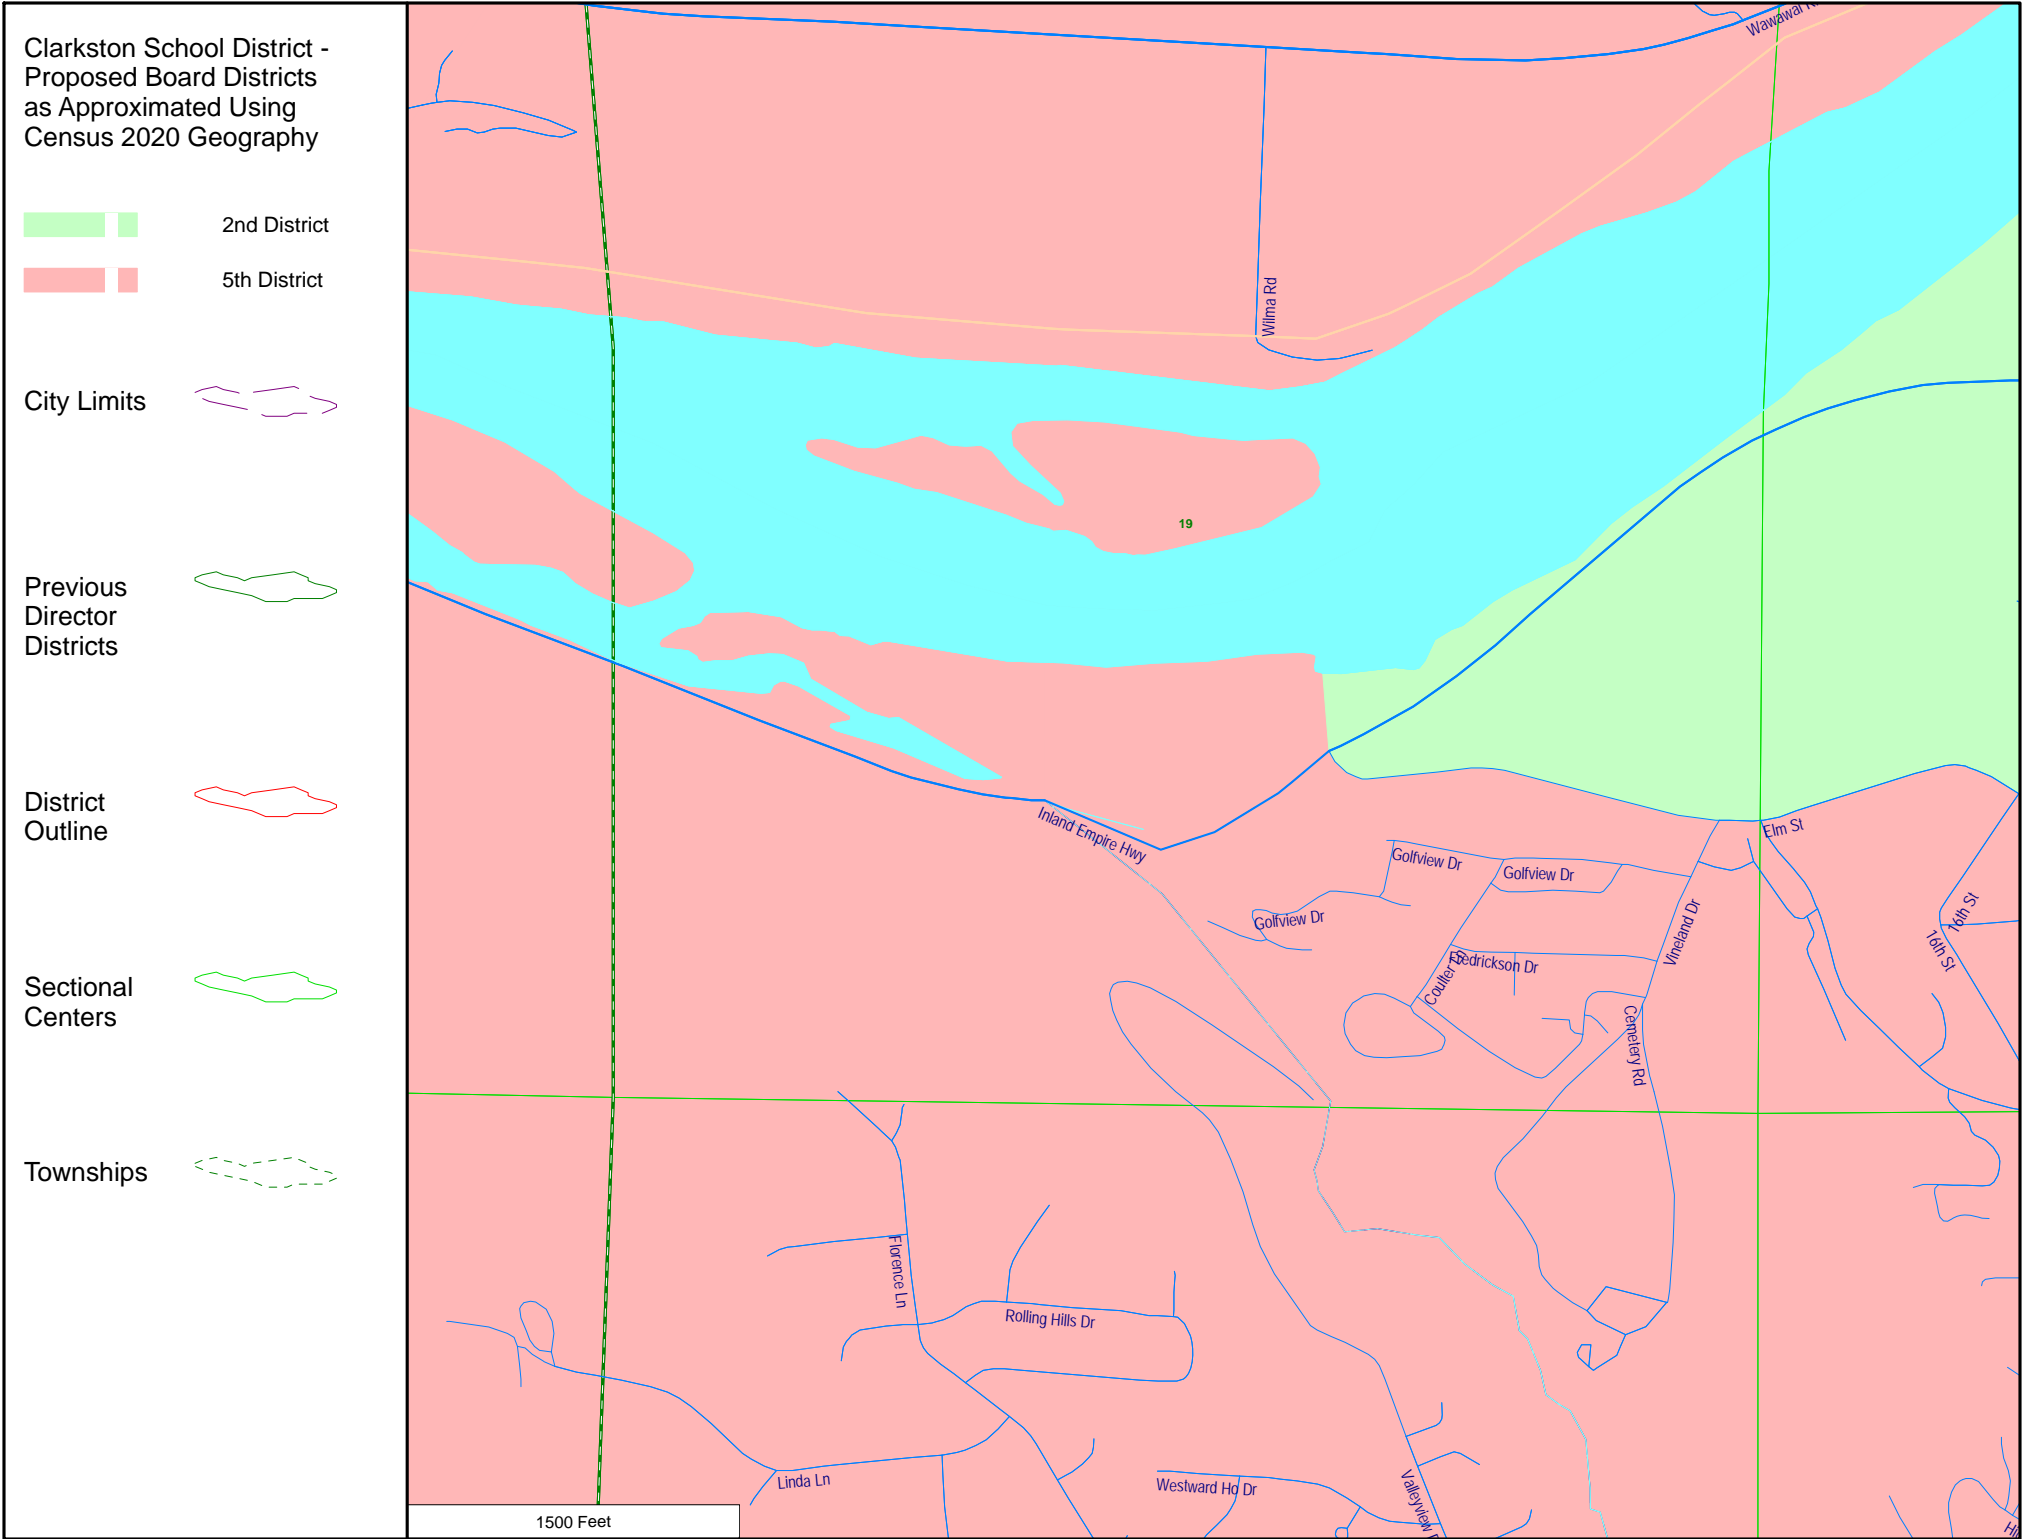 Clarkston School District -
Proposed Board Districts
as Approximated Using
Census 2020 Geography
2nd District
5th District
City Limits
Previous
Director
Districts
District
Outline
Sectional
Centers
Townships
Wilma Rd
19
Inland Empire Hwy
Elm St
Golfview Dr
Golfview Dr
Golfview Dr
16th St
16th St
Vineland Dr
Fredrickson Dr
Coulter Dr
Cemetery Rd
Florence Ln
Rolling Hills Dr
Linda Ln
Westward Ho Dr
Valleyview
1500 Feet